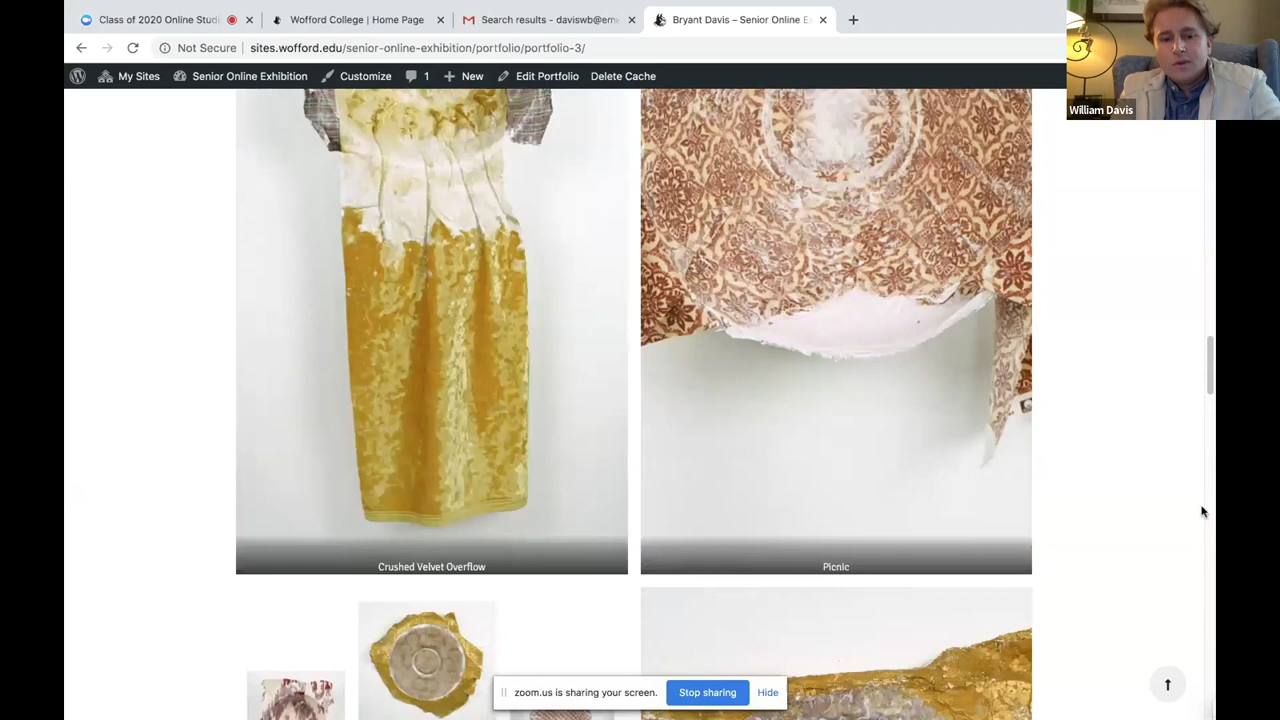 Class of 2020 Online Studi
Wofford College | Home Page
Search results - daviswb@em
Bryant Davis – Senior Online E
Not Secure | sites.wofford.edu/senior-online-exhibition/portfolio/portfolio-3/
My Sites
Senior Online Exhibition
Customize
1
New
Edit Portfolio
Delete Cache
William Davis
Crushed Velvet Overflow
Picnic
zoom.us is sharing your screen.
Stop sharing
Hide